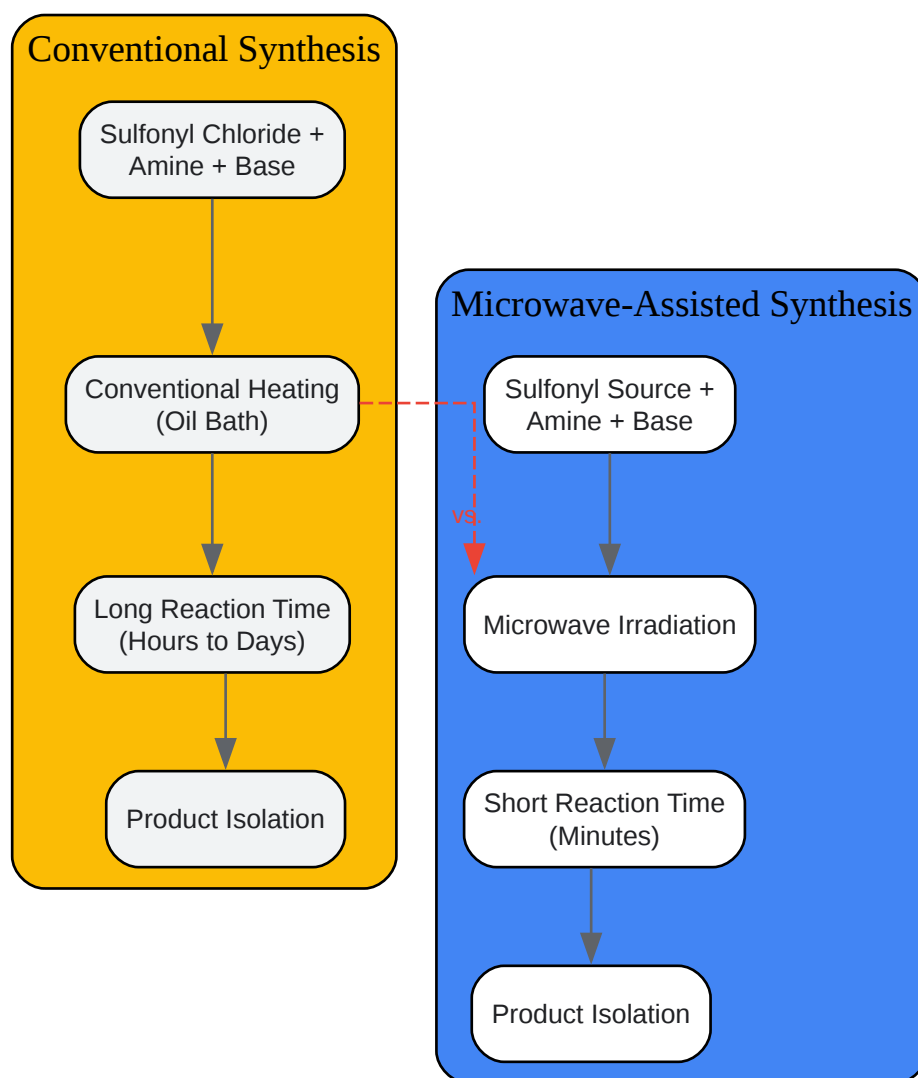 Conventional Synthesis
Sulfonyl Chloride +
Amine + Base
Conventional Heating
(Oil Bath)
Long Reaction Time
(Hours to Days)
Product Isolation
vs.
Microwave-Assisted Synthesis
Sulfonyl Source +
Amine + Base
Microwave Irradiation
Short Reaction Time
(Minutes)
Product Isolation